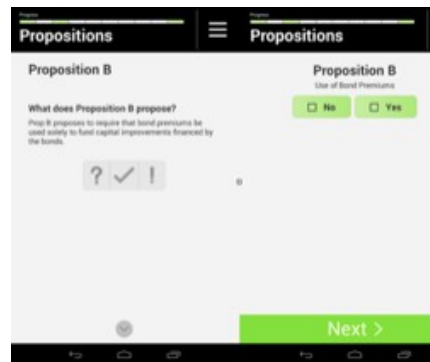 Progress
Propositions
Proposition B
What does Proposition B propose?
Prop B proposes to require that bond premiums be
used solely to fund capital improvements financed by
the bonds.
? ✓ !
Progress
Propositions
Proposition B
Use of Bond Premiums
No Yes
Next >